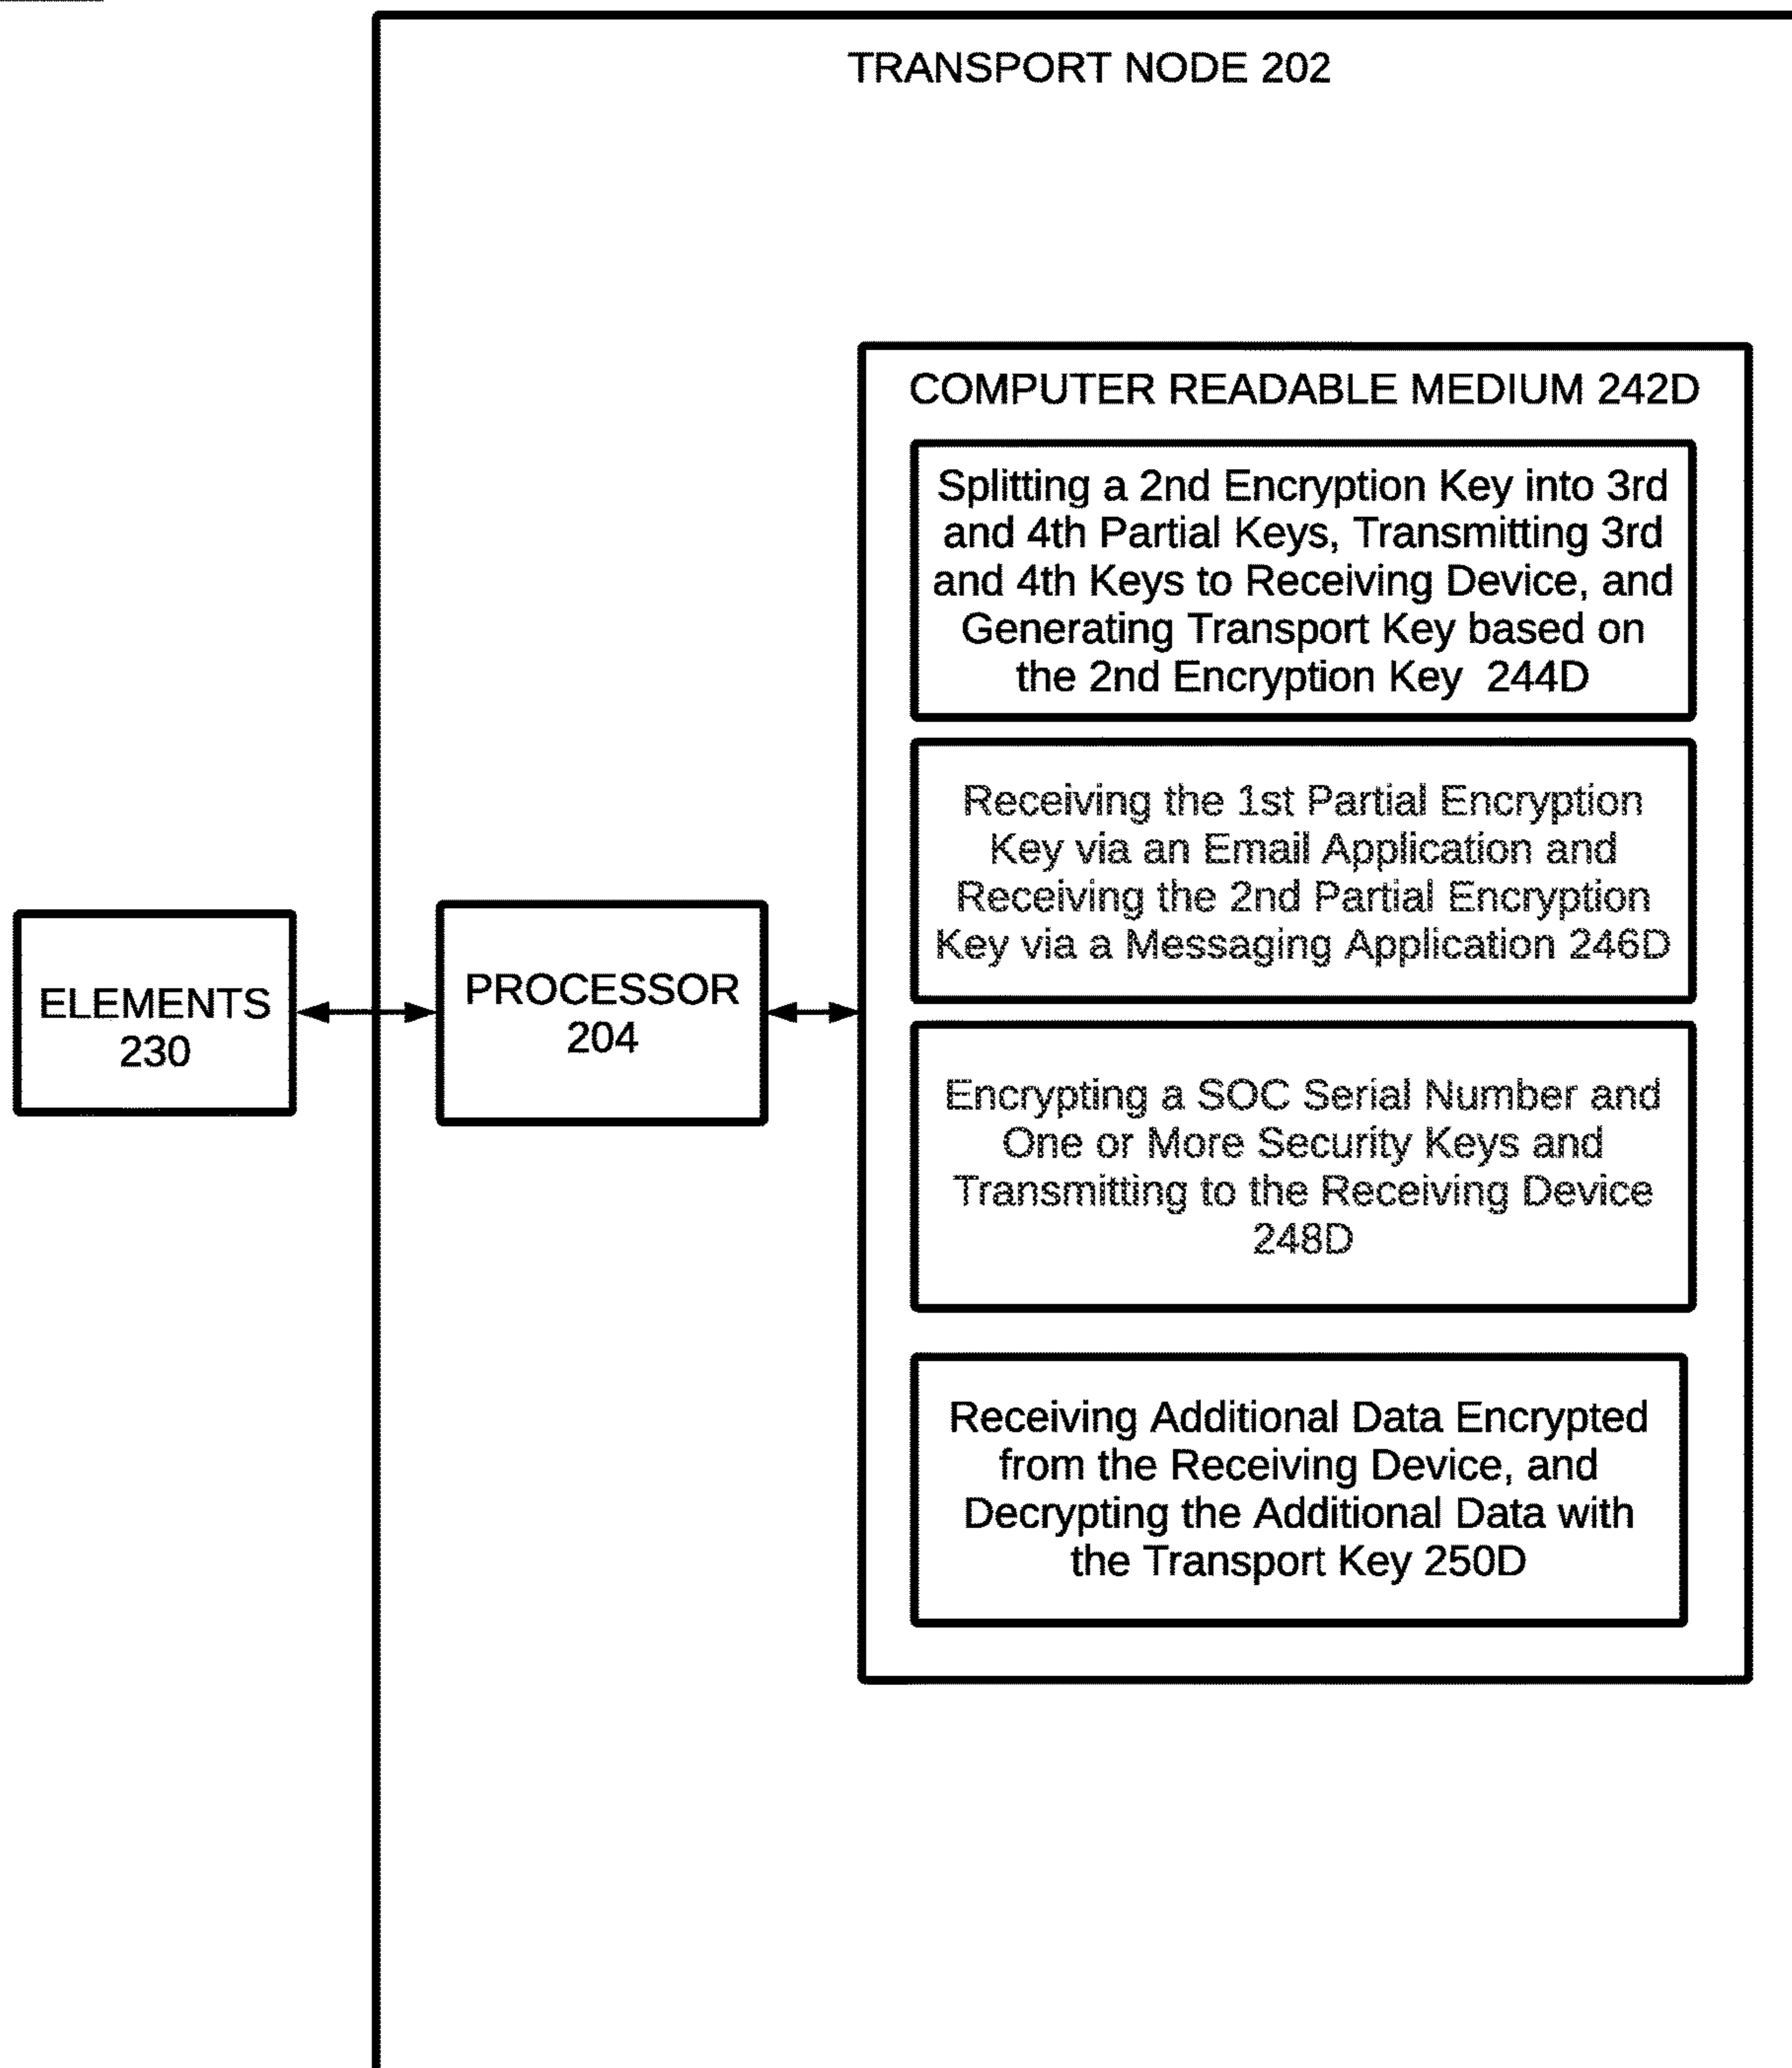 TRANSPORT NODE 202
COMPUTER READABLE MEDIUM 242D
Splitting a 2nd Encryption Key into 3rd
and 4th Partial Keys, Transmitting 3rd
and 4th Keys to Receiving Device, and
Generating Transport Key based on
the 2nd Encryption Key 244D
Receiving the 1st Partial Encryption
Key via an Email Application and
Receiving the 2nd Partial Encryption
Key via a Messaging Application 246D
ELEMENTS
230
PROCESSOR
204
Encrypting a SOC Serial Number and
One or More Security Keys and
Transmitting to the Receiving Device
248D
Receiving Additional Data Encrypted
from the Receiving Device, and
Decrypting the Additional Data with
the Transport Key 250D